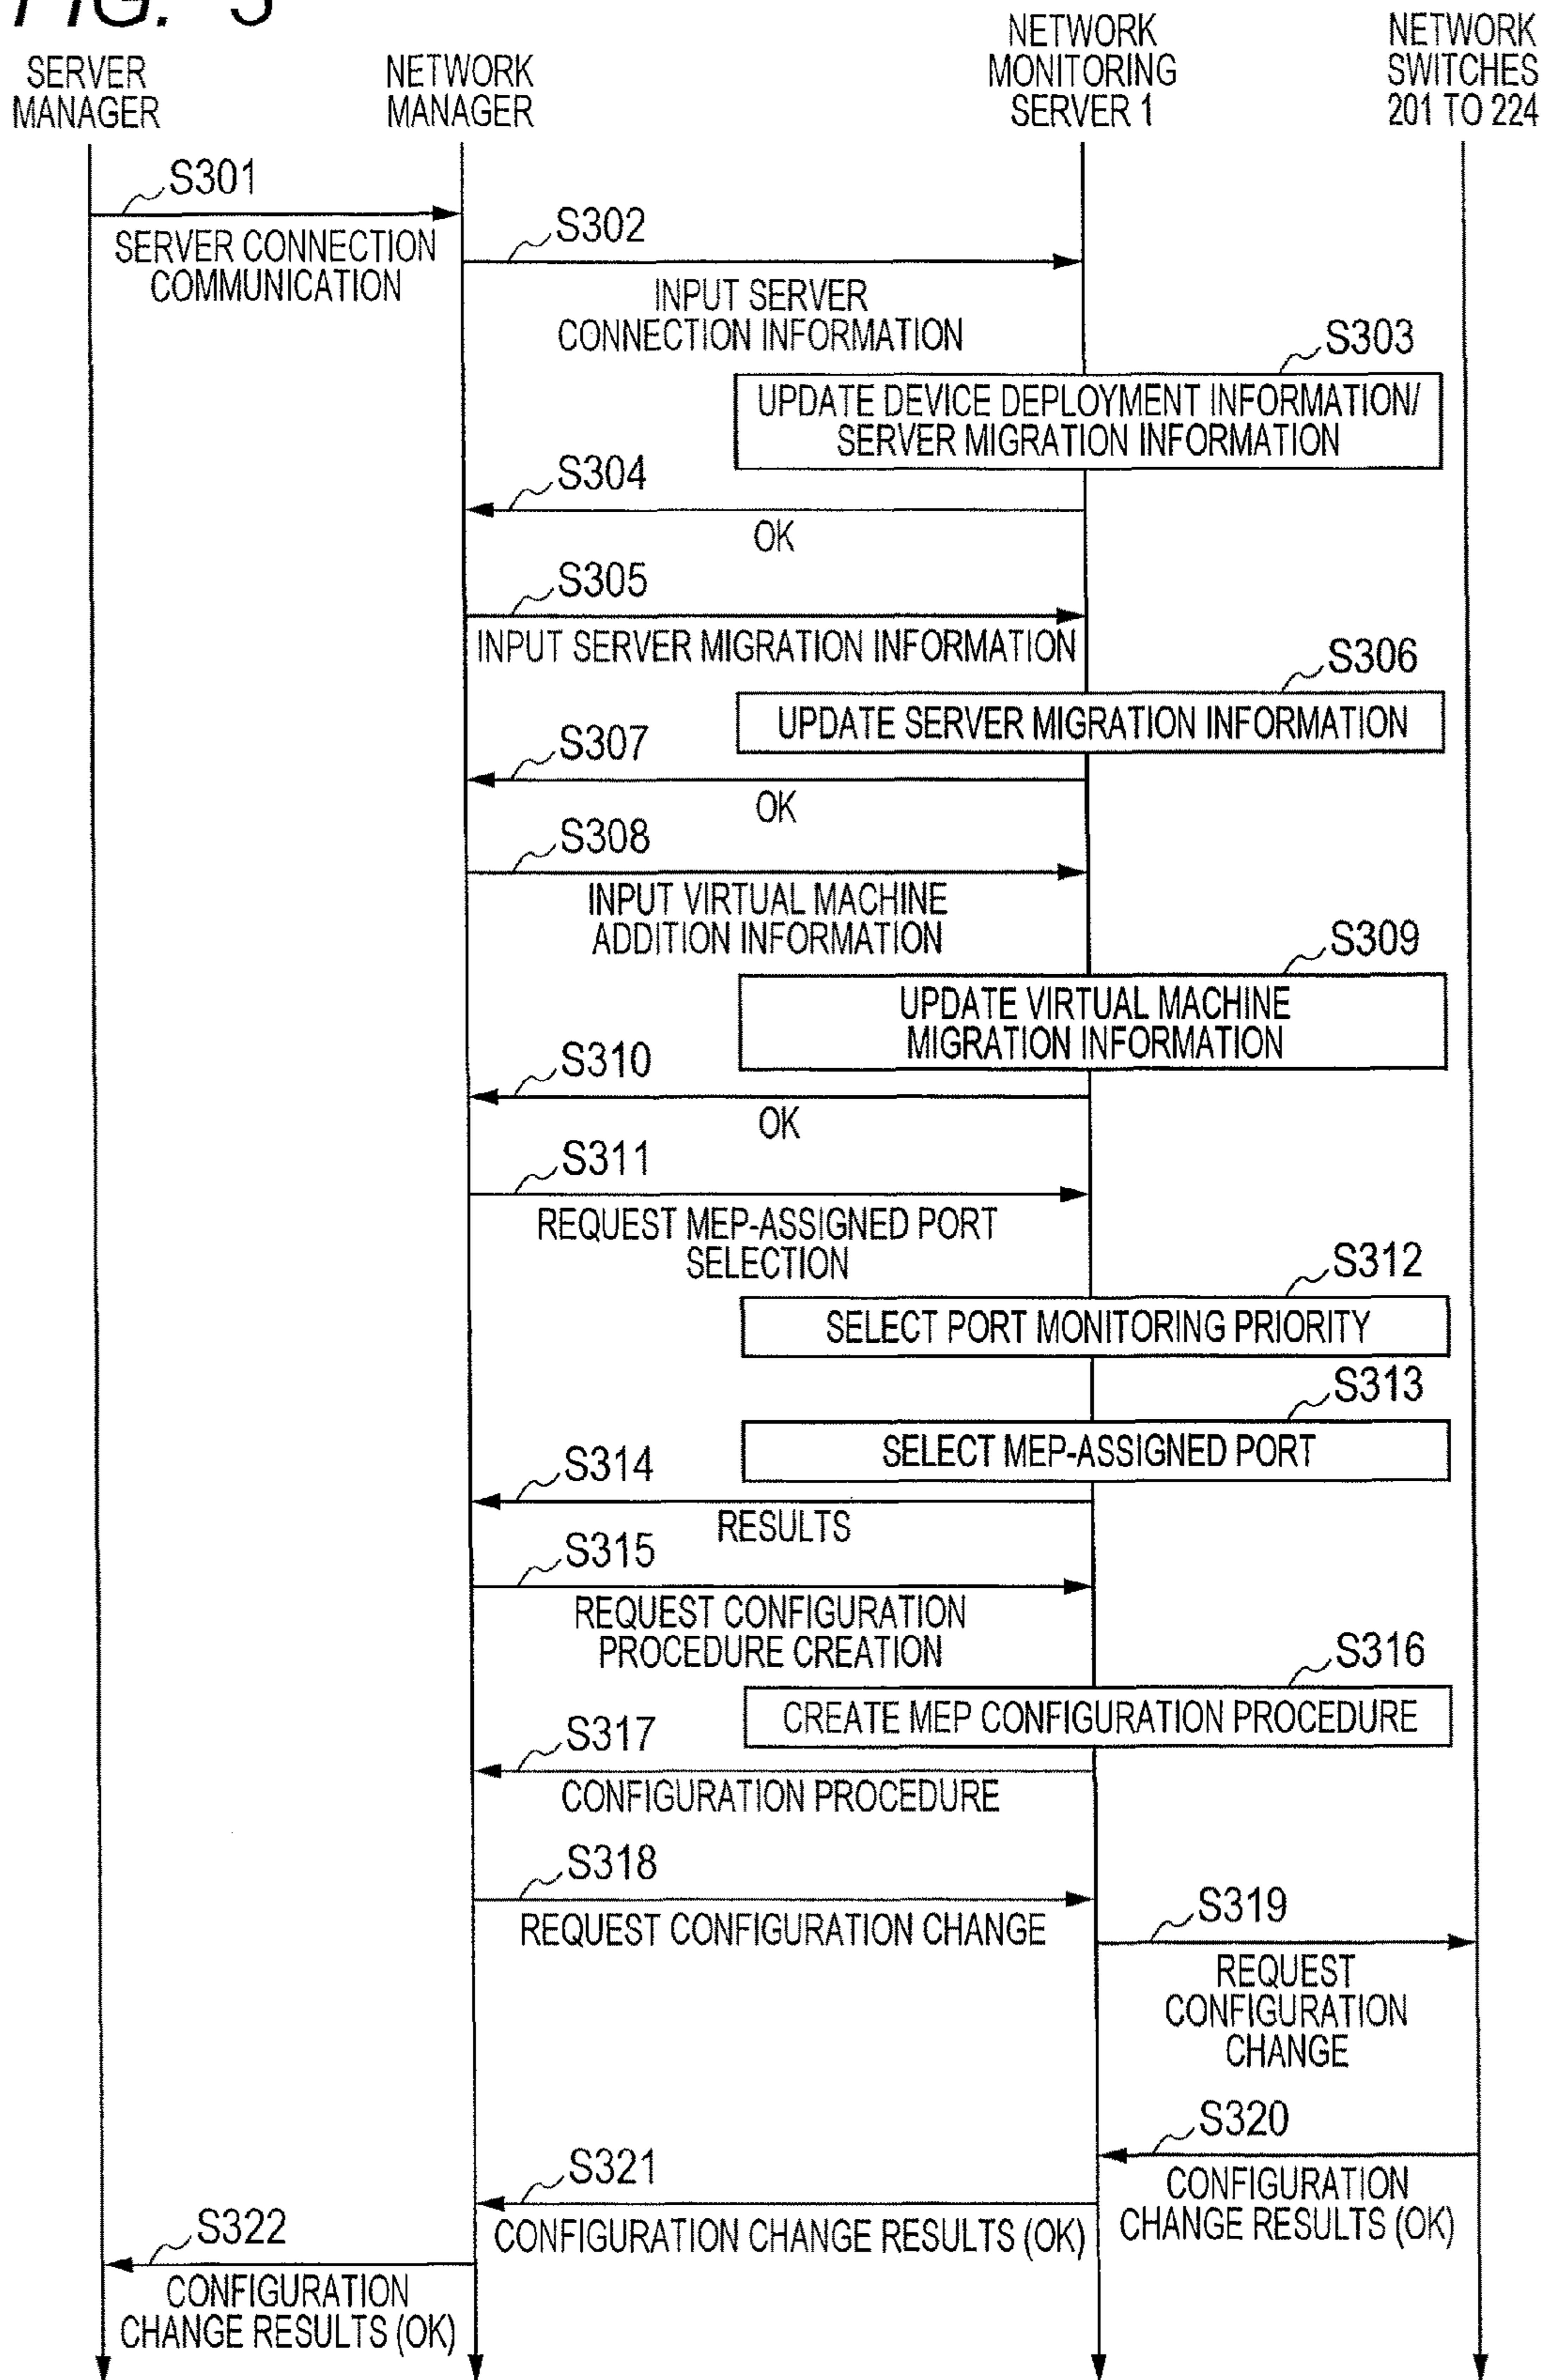 FIG. 3
SERVER
MANAGER
NETWORK
MANAGER
NETWORK
MONITORING
SERVER 1
NETWORK
SWITCHES
201 TO 224
S301
SERVER CONNECTION
COMMUNICATION
S302
INPUT SERVER
CONNECTION INFORMATION
S303
UPDATE DEVICE DEPLOYMENT INFORMATION/
SERVER MIGRATION INFORMATION
S304
OK
S305
INPUT SERVER MIGRATION INFORMATION
S306
UPDATE SERVER MIGRATION INFORMATION
S307
OK
S308
INPUT VIRTUAL MACHINE
ADDITION INFORMATION
S309
UPDATE VIRTUAL MACHINE
MIGRATION INFORMATION
S310
OK
S311
REQUEST MEP-ASSIGNED PORT
SELECTION
S312
SELECT PORT MONITORING PRIORITY
S313
SELECT MEP-ASSIGNED PORT
S314
RESULTS
S315
REQUEST CONFIGURATION
PROCEDURE CREATION
S316
CREATE MEP CONFIGURATION PROCEDURE
S317
CONFIGURATION PROCEDURE
S318
REQUEST CONFIGURATION CHANGE
S319
REQUEST
CONFIGURATION
CHANGE
S320
CONFIGURATION
CHANGE RESULTS (OK)
S321
CONFIGURATION CHANGE RESULTS (OK)
S322
CONFIGURATION
CHANGE RESULTS (OK)